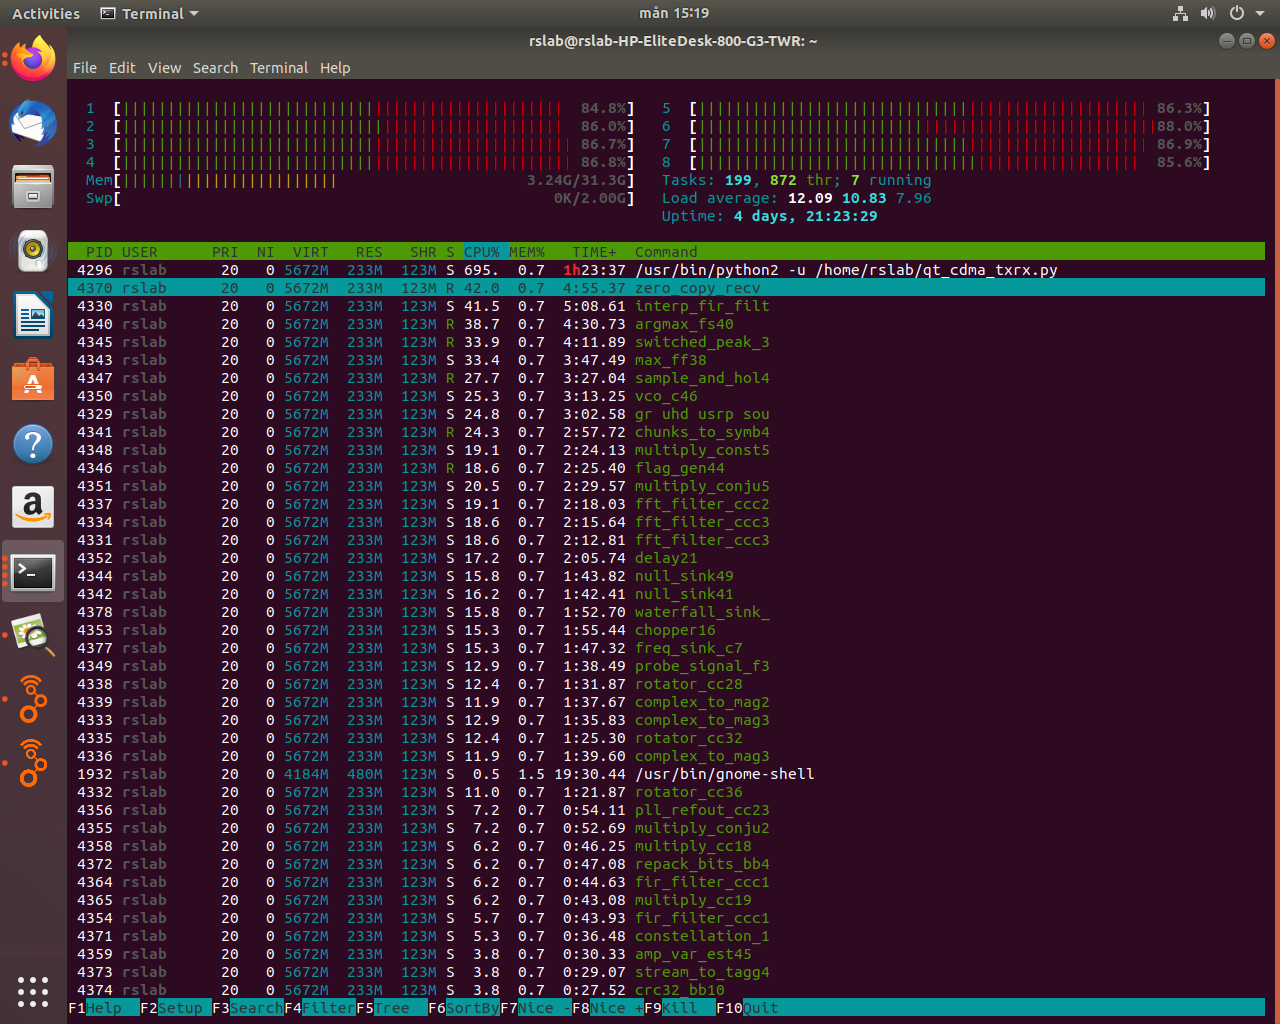 Activities Terminal mån 15:19
rslab@rslab-HP-EliteDesk-800-G3-TWR: ~
File Edit View Search Terminal Help
1 [ 84.8%] 5 [ 86.3%]
2 [ 86.0%] 6 [ 88.0%]
3 [ 86.7%] 7 [ 86.9%]
4 [ 86.8%] 8 [ 85.6%]
Mem[ 3.24G/31.3G] Tasks: 199, 872 thr; 7 running
Swp[ 0K/2.00G] Load average: 12.09 10.83 7.96
Uptime: 4 days, 21:23:29
PID USER PRI NI VIRT RES SHR S CPU% MEM% TIME+ Command
4296 rslab 20 0 5672M 233M 123M S 695. 0.7 1h23:37 /usr/bin/python2 -u /home/rslab/qt_cdma_txrx.py
4370 rslab 20 0 5672M 233M 123M R 42.0 0.7 4:55.37 zero_copy_recv
4330 rslab 20 0 5672M 233M 123M S 41.5 0.7 5:08.61 interp_fir_filt
4340 rslab 20 0 5672M 233M 123M R 38.7 0.7 4:30.73 argmax_fs40
4345 rslab 20 0 5672M 233M 123M R 33.9 0.7 4:11.89 switched_peak_3
4343 rslab 20 0 5672M 233M 123M S 33.4 0.7 3:47.49 max_ff38
4347 rslab 20 0 5672M 233M 123M R 27.7 0.7 3:27.04 sample_and_hol4
4350 rslab 20 0 5672M 233M 123M S 25.3 0.7 3:13.25 vco_c46
4329 rslab 20 0 5672M 233M 123M S 24.8 0.7 3:02.58 gr uhd usrp sou
4341 rslab 20 0 5672M 233M 123M R 24.3 0.7 2:57.72 chunks_to_symb4
4348 rslab 20 0 5672M 233M 123M S 19.1 0.7 2:24.13 multiply_const5
4346 rslab 20 0 5672M 233M 123M R 18.6 0.7 2:25.40 flag_gen44
4351 rslab 20 0 5672M 233M 123M S 20.5 0.7 2:29.57 multiply_conju5
4337 rslab 20 0 5672M 233M 123M S 19.1 0.7 2:18.03 fft_filter_ccc2
4334 rslab 20 0 5672M 233M 123M S 18.6 0.7 2:15.64 fft_filter_ccc3
4331 rslab 20 0 5672M 233M 123M S 18.6 0.7 2:12.81 fft_filter_ccc3
4352 rslab 20 0 5672M 233M 123M S 17.2 0.7 2:05.74 delay21
4344 rslab 20 0 5672M 233M 123M S 15.8 0.7 1:43.82 null_sink49
4342 rslab 20 0 5672M 233M 123M S 16.2 0.7 1:42.41 null_sink41
4378 rslab 20 0 5672M 233M 123M S 15.8 0.7 1:52.70 waterfall_sink_
4353 rslab 20 0 5672M 233M 123M S 15.3 0.7 1:55.44 chopper16
4377 rslab 20 0 5672M 233M 123M S 15.3 0.7 1:47.32 freq_sink_c7
4349 rslab 20 0 5672M 233M 123M S 12.9 0.7 1:38.49 probe_signal_f3
4338 rslab 20 0 5672M 233M 123M S 12.4 0.7 1:31.87 rotator_cc28
4339 rslab 20 0 5672M 233M 123M S 11.9 0.7 1:37.67 complex_to_mag2
4333 rslab 20 0 5672M 233M 123M S 12.9 0.7 1:35.83 complex_to_mag3
4335 rslab 20 0 5672M 233M 123M S 12.4 0.7 1:25.30 rotator_cc32
4336 rslab 20 0 5672M 233M 123M S 11.9 0.7 1:39.60 complex_to_mag3
1932 rslab 20 0 4184M 480M 123M S 0.5 1.5 19:30.44 /usr/bin/gnome-shell
4332 rslab 20 0 5672M 233M 123M S 11.0 0.7 1:21.87 rotator_cc36
4356 rslab 20 0 5672M 233M 123M S 7.2 0.7 0:54.11 pll_refout_cc23
4355 rslab 20 0 5672M 233M 123M S 7.2 0.7 0:52.69 multiply_conju2
4358 rslab 20 0 5672M 233M 123M S 6.2 0.7 0:46.25 multiply_cc18
4372 rslab 20 0 5672M 233M 123M S 6.2 0.7 0:47.08 repack_bits_bb4
4364 rslab 20 0 5672M 233M 123M S 6.2 0.7 0:44.63 fir_filter_ccc1
4365 rslab 20 0 5672M 233M 123M S 6.2 0.7 0:43.08 multiply_cc19
4354 rslab 20 0 5672M 233M 123M S 5.7 0.7 0:43.93 fir_filter_ccc1
4371 rslab 20 0 5672M 233M 123M S 5.3 0.7 0:36.48 constellation_1
4359 rslab 20 0 5672M 233M 123M S 3.8 0.7 0:30.33 amp_var_est45
4373 rslab 20 0 5672M 233M 123M S 3.8 0.7 0:29.07 stream_to_tagg4
4374 rslab 20 0 5672M 233M 123M S 3.8 0.7 0:27.52 crc32_bb10
F1Help F2Setup F3SearchF4FilterF5Tree F6SortByF7Nice -F8Nice +F9Kill F10Quit